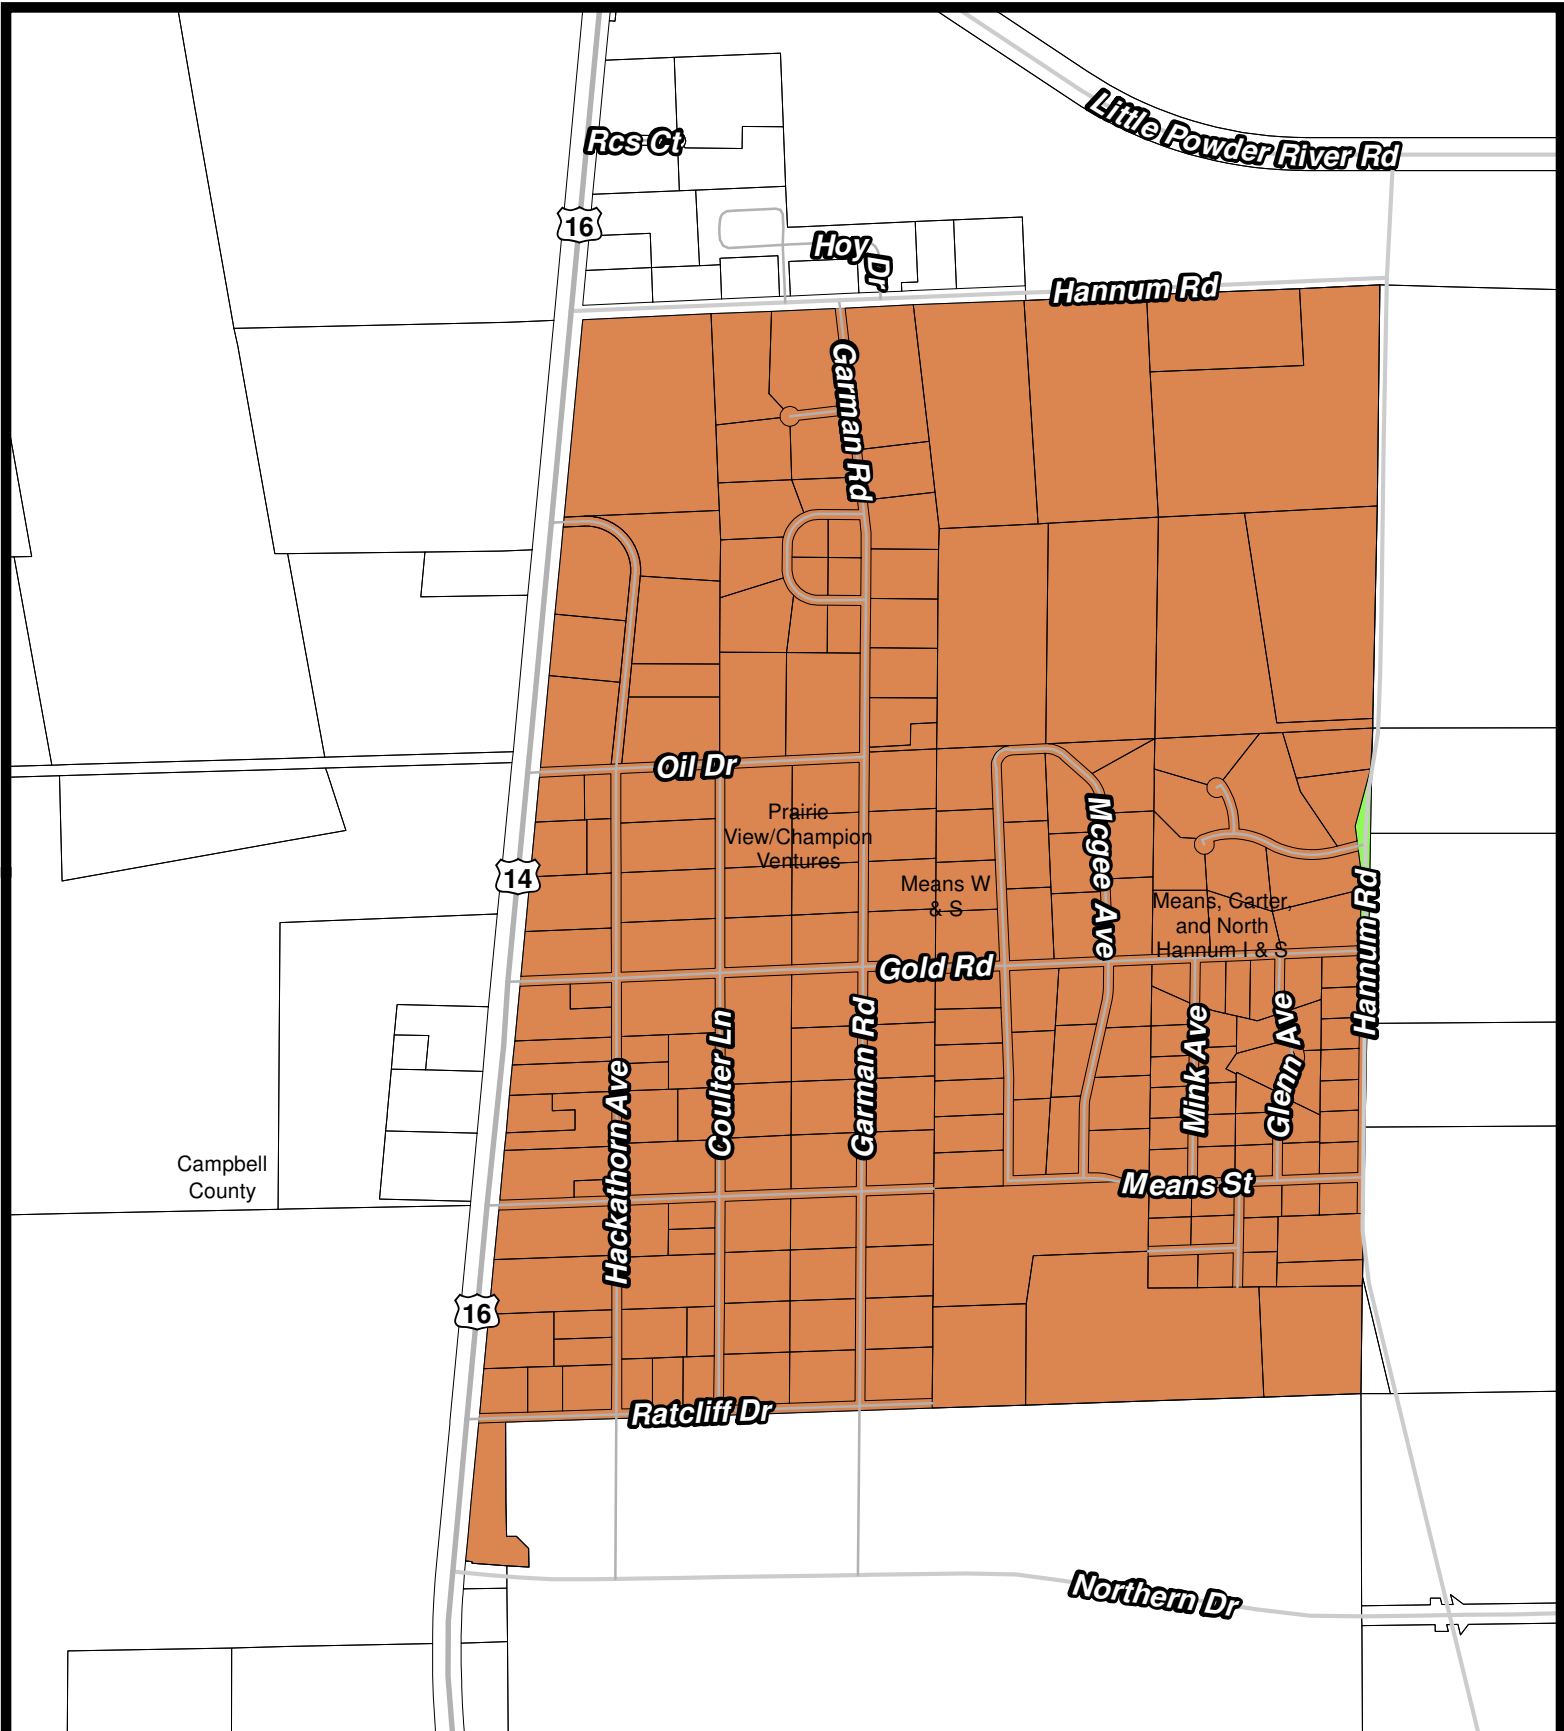 Little Powder River Rd
Rcs Ct
16
Hoy Dr
Hannum Rd
Garman Rd
Oil Dr
Prairie
View/Champion
Ventures
Mcgee Ave
14
Means W
& S
Means, Carter,
and North
Hannum I & S
Hannum Rd
Gold Rd
Coulter Ln
Garman Rd
Mink Ave
Glenn Ave
Hackathorn Ave
Campbell
County
Means St
16
Ratcliff Dr
Northern Dr